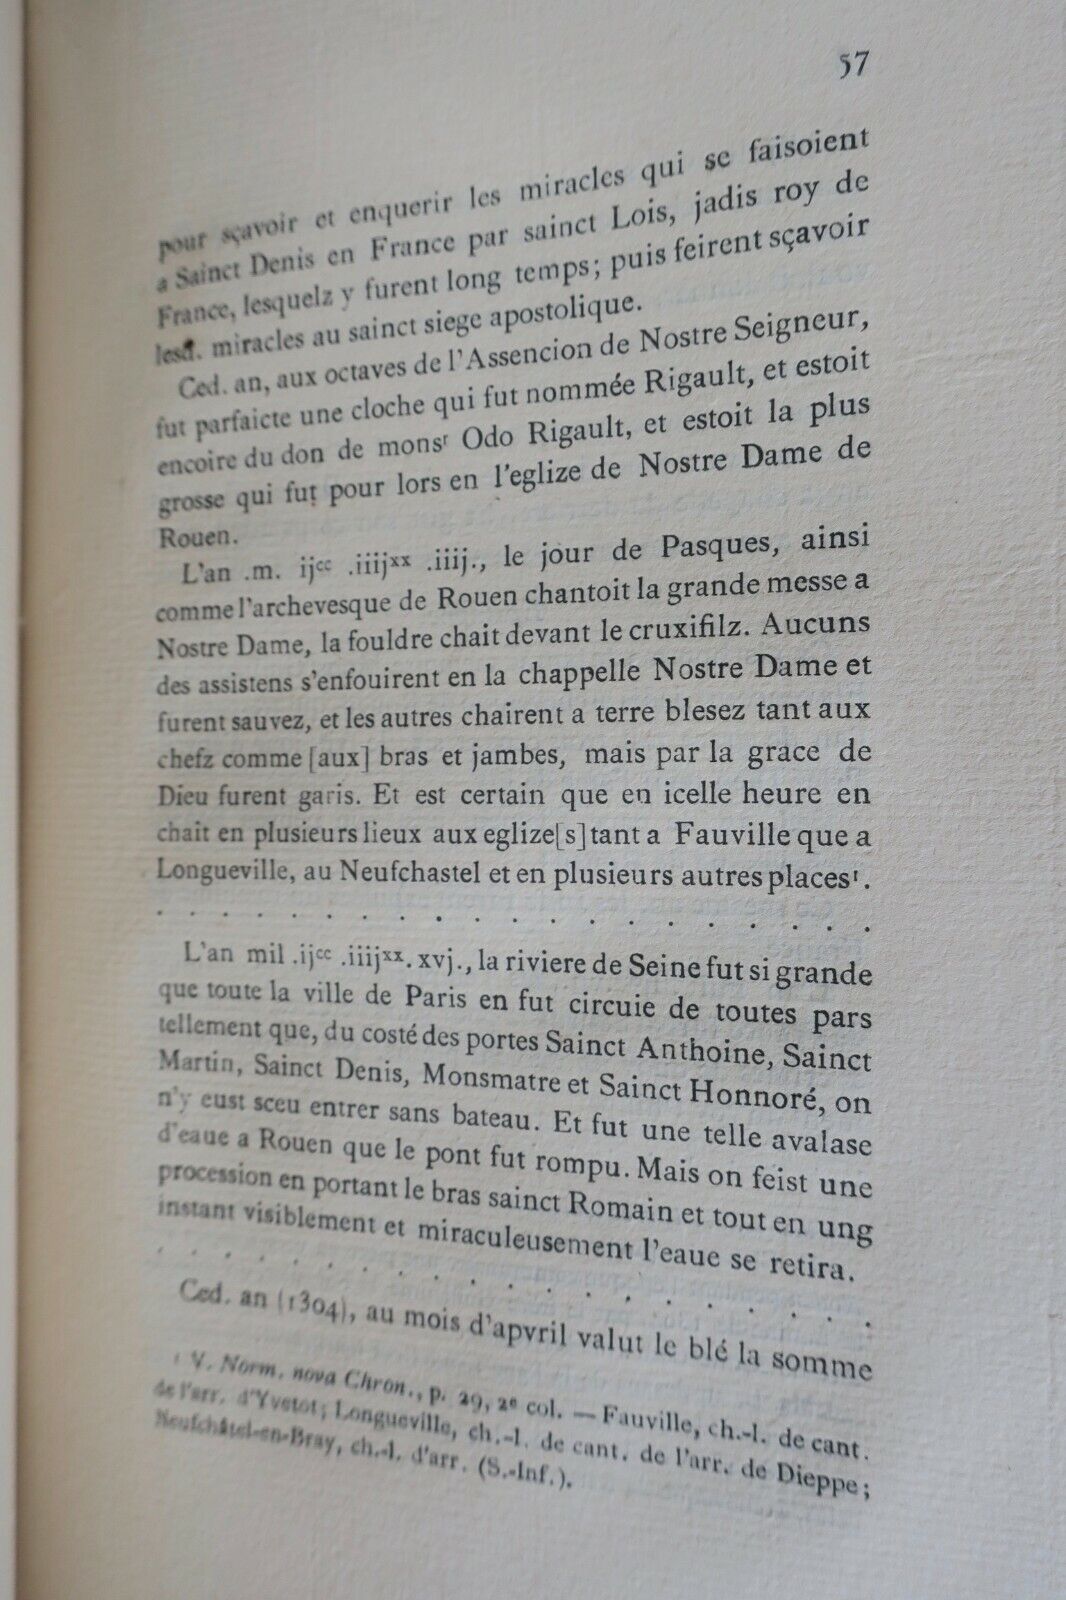 57
pour sçavoir et enquerir les miracles qui se faisoient
a Sainct Denis en France par sainct Lois, jadis roy de
France, lesquelz y furent long temps; puis feirent sçavoir
lesd. miracles au sainct siege apostolique.
Ced. an, aux octaves de l'Assencion de Nostre Seigneur,
fut parfaicte une cloche qui fut nommée Rigault, et estoit
encoire du don de monsʳ Odo Rigault, et estoit la plus
grosse qui fut pour lors en l'eglize de Nostre Dame de
Rouen.
L'an .m. ijᶜᶜ .iiijˣˣ .iiij., le jour de Pasques, ainsi
comme l'archevesque de Rouen chantoit la grande messe a
Nostre Dame, la fouldre chait devant le cruxifilz. Aucuns
des assistens s'enfouirent en la chappelle Nostre Dame et
furent sauvez, et les autres chairent a terre blesez tant aux
chefz comme [aux] bras et jambes, mais par la grace de
Dieu furent garis. Et est certain que en icelle heure en
chait en plusieurs lieux aux eglize[s] tant a Fauville que a
Longueville, au Neufchastel et en plusieurs autres places¹.
. . . . . . . . . . . . . . . . . . . .
L'an mil .ijᶜᶜ .iiijˣˣ. xvj., la riviere de Seine fut si grande
que toute la ville de Paris en fut circuie de toutes pars
tellement que, du costé des portes Sainct Anthoine, Sainct
Martin, Sainct Denis, Monsmatre et Sainct Honnoré, on
n'y eust sceu entrer sans bateau. Et fut une telle avalase
d'eaue a Rouen que le pont fut rompu. Mais on feist une
procession en portant le bras sainct Romain et tout en ung
instant visiblement et miraculeusement l'eaue se retira.
. . . . . . . . . . . . . . . . . . . .
Ced. an (1304), au mois d'apvril valut le blé la somme
¹ V. Norm. nova Chron., p. 29, 2ᵉ col. — Fauville, ch.-l. de cant.
de l'arr. d'Yvetot; Longueville, ch.-l. de cant. de l'arr. de Dieppe;
Neufchâtel-en-Bray, ch.-l. d'arr. (S.-Inf.).